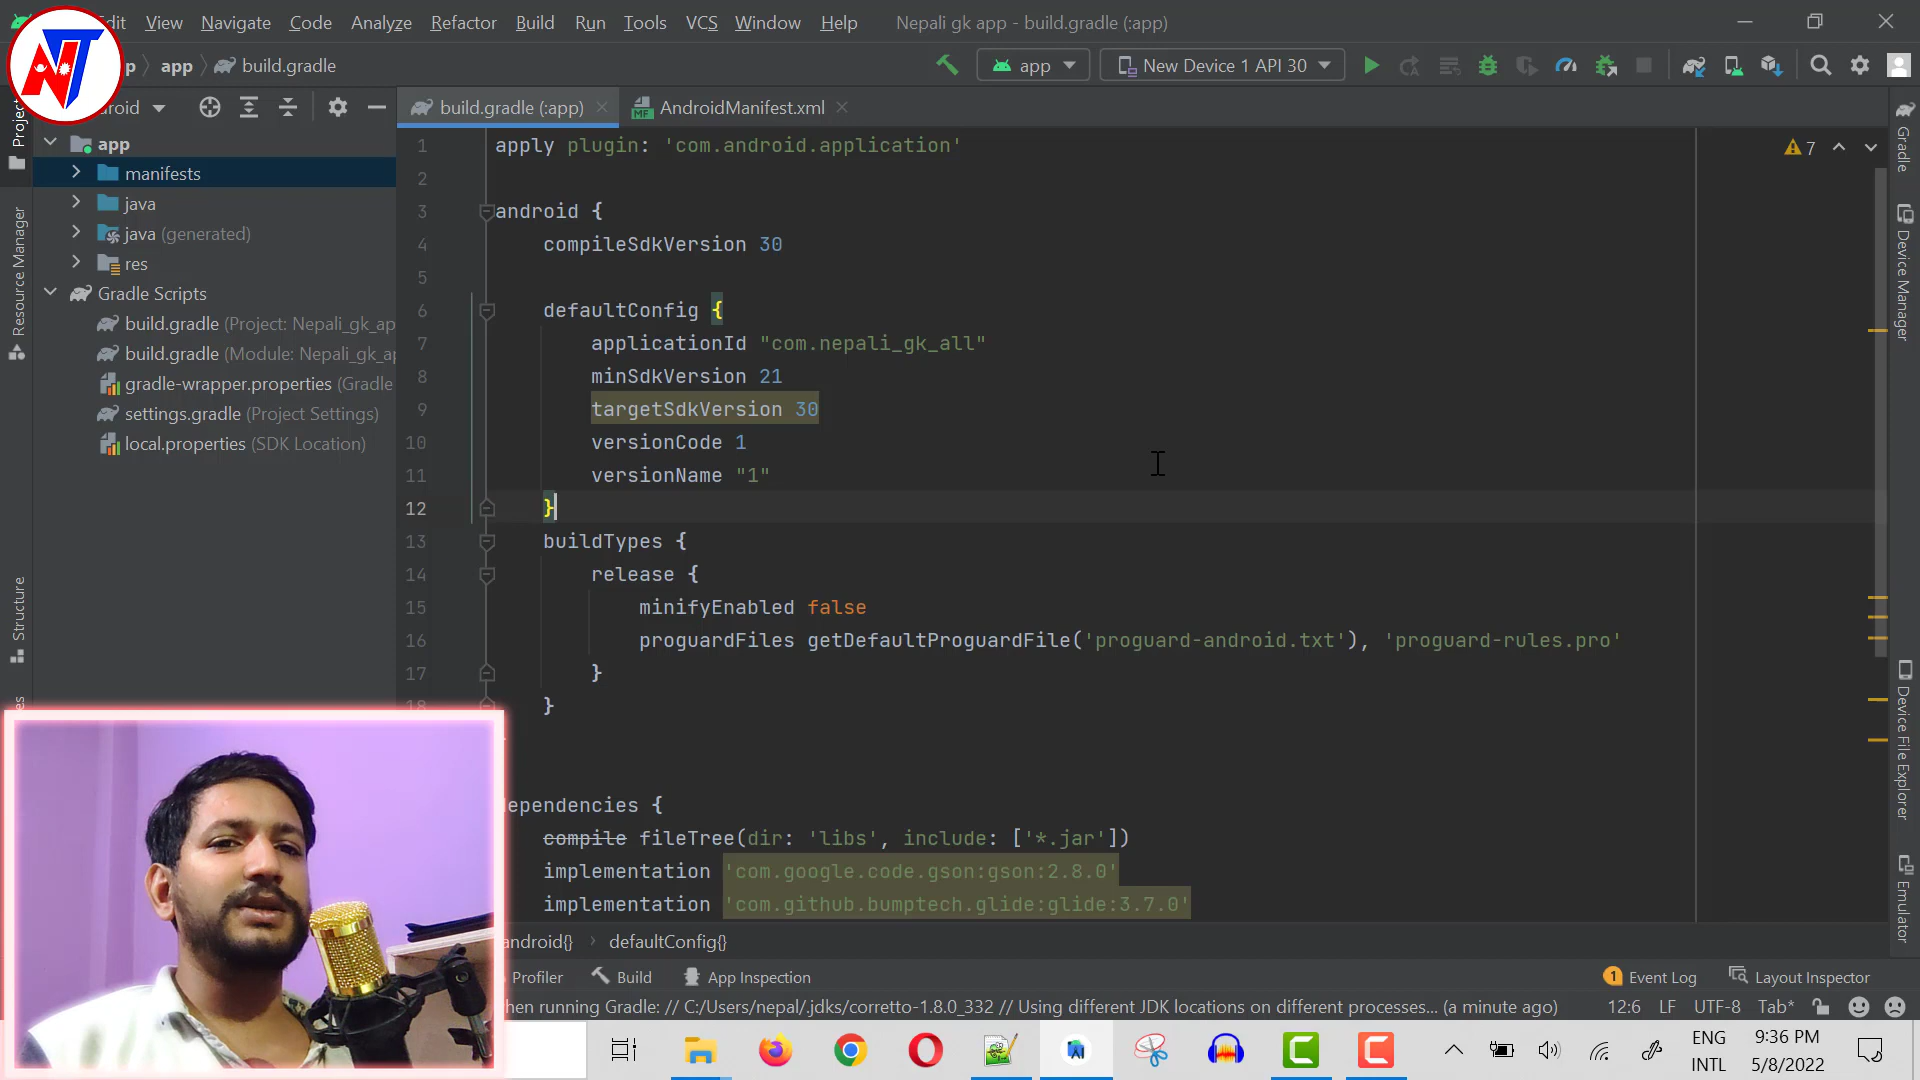 NT
Edit View Navigate Code Analyze Refactor Build Run Tools VCS Window Help Nepali gk app - build.gradle (:app)
app build.gradle app New Device 1 API 30
build.gradle (:app) AndroidManifest.xml
Project
Resource Manager
Structure
app
manifests
java
java (generated)
res
Gradle Scripts
build.gradle (Project: Nepali_gk_ap
build.gradle (Module: Nepali_gk_a
gradle-wrapper.properties (Gradle
settings.gradle (Project Settings)
local.properties (SDK Location)
7
1 apply plugin: 'com.android.application'
2
3 android {
4 compileSdkVersion 30
5
6 defaultConfig {
7 applicationId "com.nepali_gk_all"
8 minSdkVersion 21
9 targetSdkVersion 30
10 versionCode 1
11 versionName "1"
12 }
13 buildTypes {
14 release {
15 minifyEnabled false
16 proguardFiles getDefaultProguardFile('proguard-android.txt'), 'proguard-rules.pro'
17 }
18 }
ependencies {
compile fileTree(dir: 'libs', include: ['*.jar'])
implementation 'com.google.code.gson:gson:2.8.0'
implementation 'com.github.bumptech.glide:glide:3.7.0'
android{} › defaultConfig{}
Gradle
Device Manager
Device File Explorer
Emulator
Profiler Build App Inspection 1 Event Log Layout Inspector
hen running Gradle: // C:/Users/nepal/.jdks/corretto-1.8.0_332 // Using different JDK locations on different processes... (a minute ago) 12:6 LF UTF-8 Tab*
ENG 9:36 PM
INTL 5/8/2022